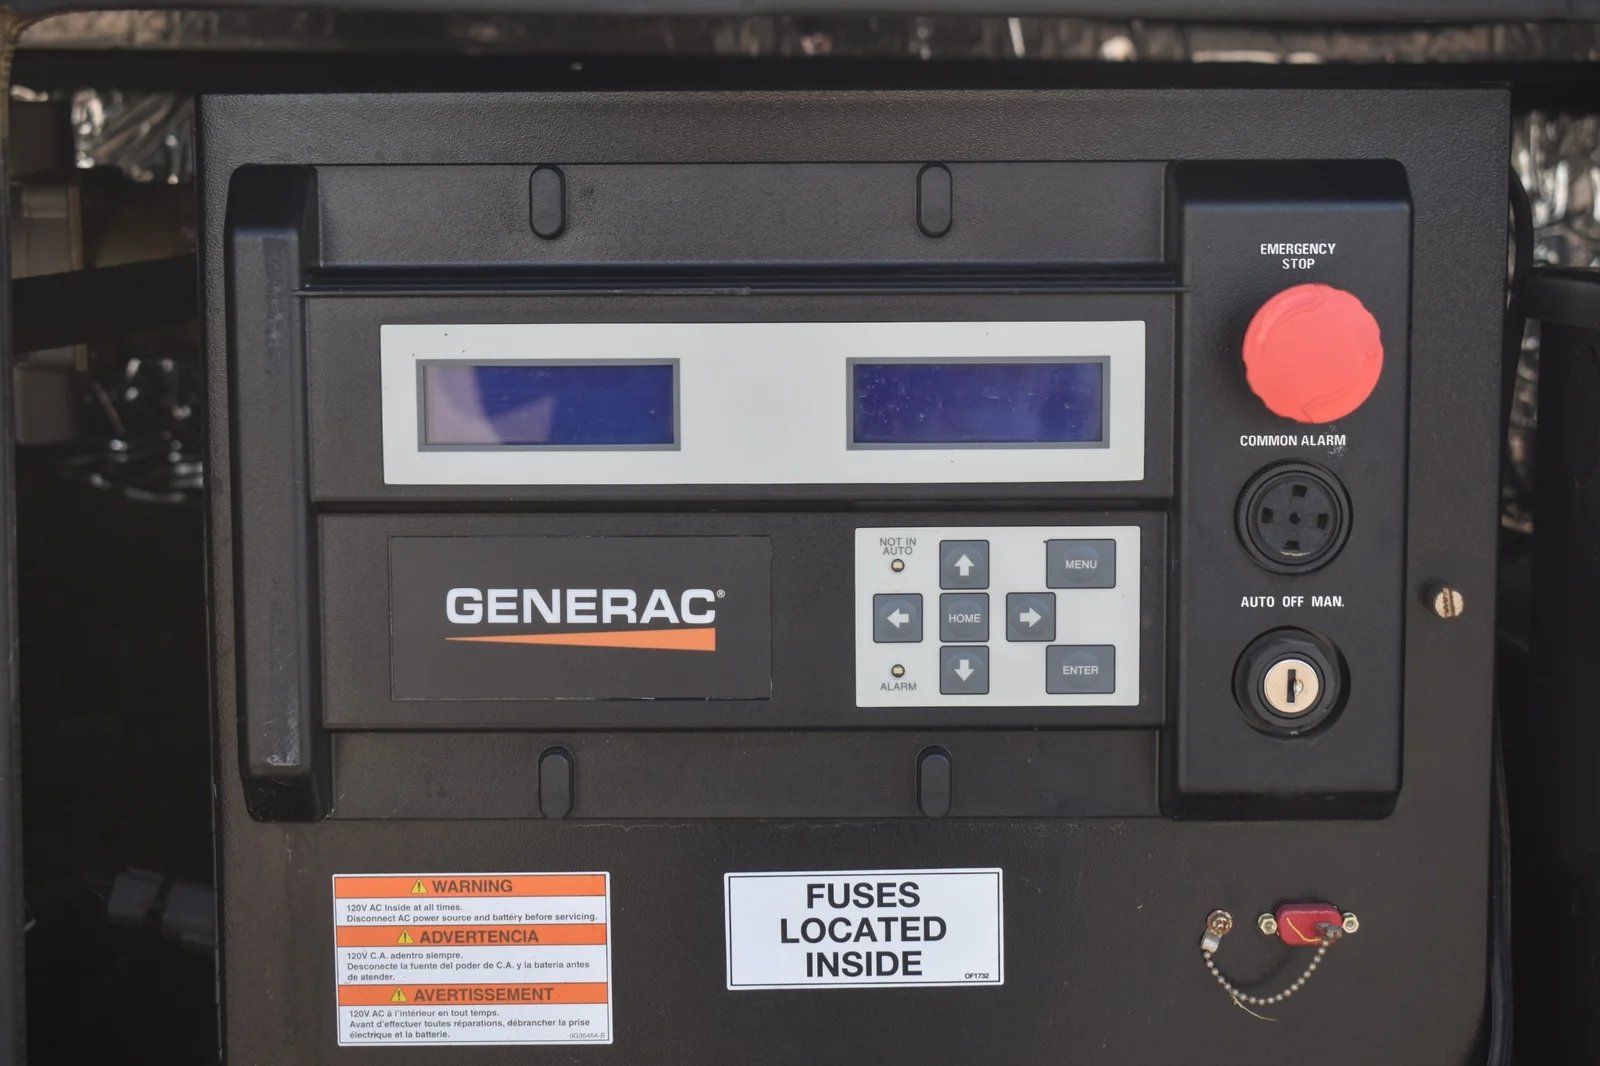 EMERGENCY
STOP
COMMON ALARM
AUTO OFF MAN.
GENERAC®
NOT IN
AUTO
MENU
HOME
ENTER
ALARM
WARNING
120V AC Inside at all times.
Disconnect AC power source and battery before servicing.
ADVERTENCIA
120V C.A. adentro siempre.
Desconecte la fuente del poder de C.A. y la bateria antes
de atender.
AVERTISSEMENT
120V AC à l'intérieur en tout temps.
Avant d'effectuer toutes réparations, débrancher la prise
électrique et la batterie.
FUSES
LOCATED
INSIDE
OF1732